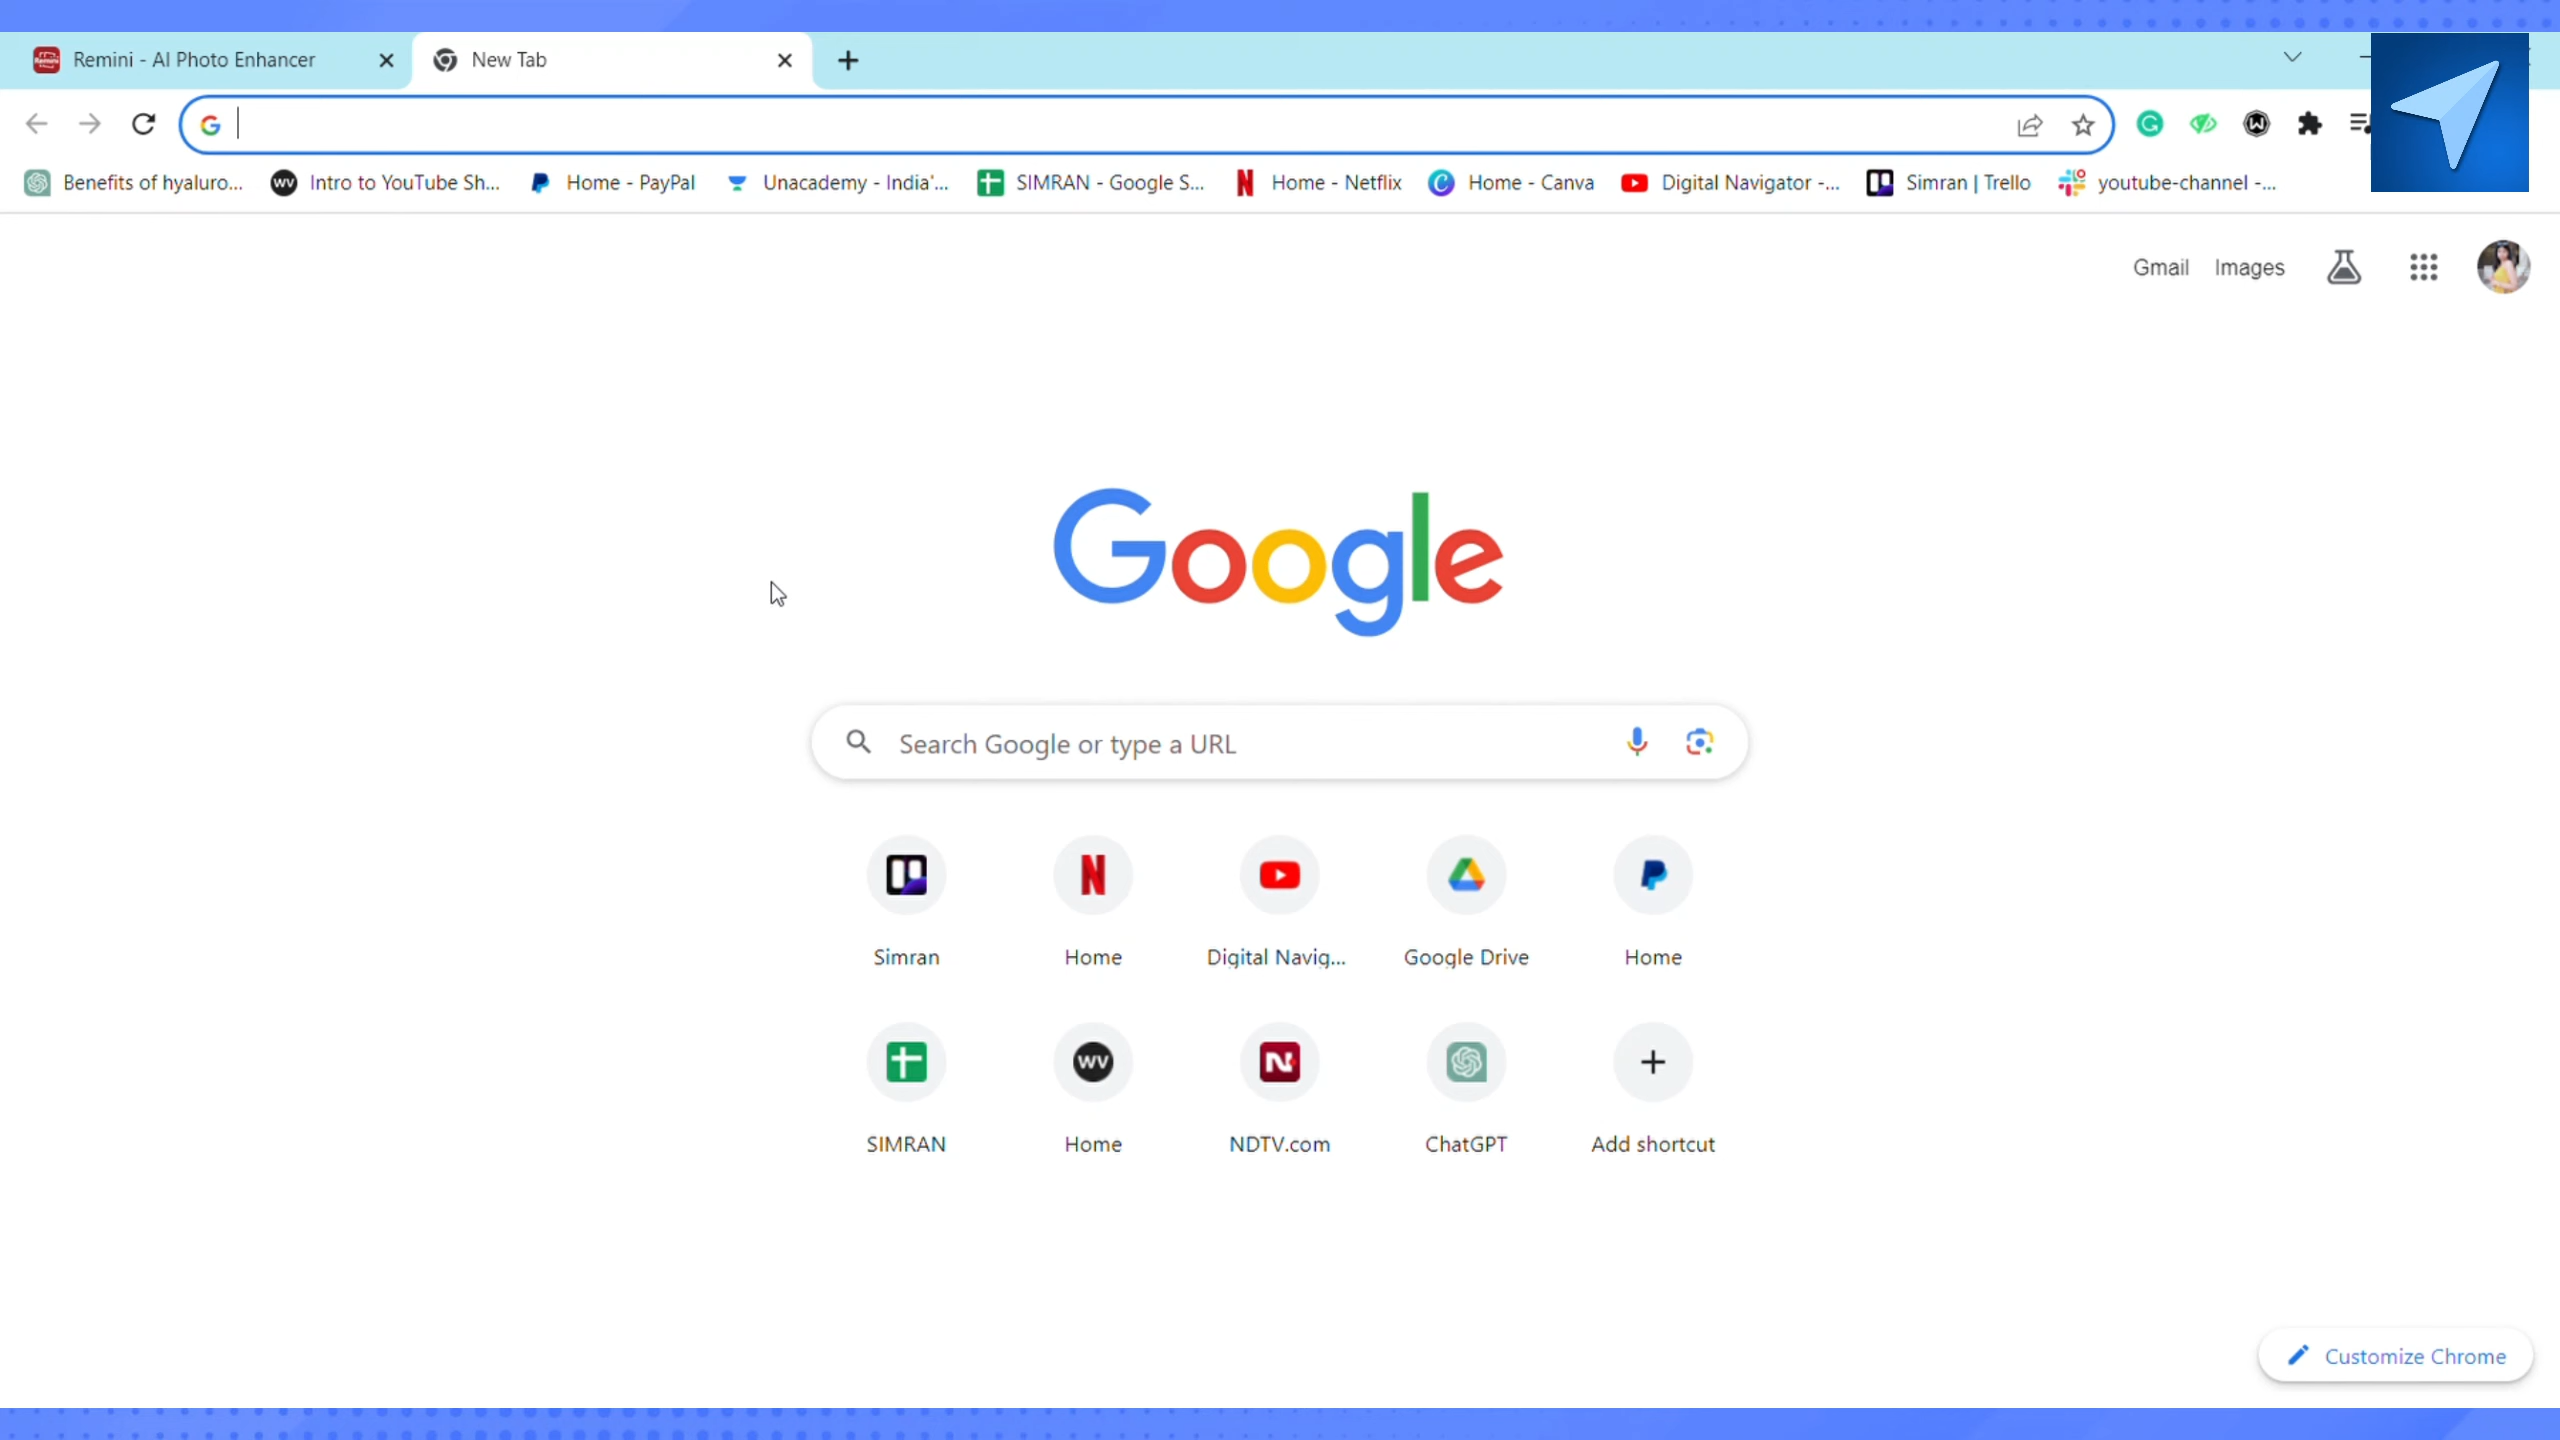 Remini - AI Photo Enhancer
New Tab
Benefits of hyaluro...
Intro to YouTube Sh...
Home - PayPal
Unacademy - India'...
SIMRAN - Google S...
Home - Netflix
Home - Canva
Digital Navigator -...
Simran | Trello
youtube-channel -...
Gmail
Images
Google
Search Google or type a URL
Simran
Home
Digital Navig...
Google Drive
Home
SIMRAN
Home
NDTV.com
ChatGPT
Add shortcut
Customize Chrome